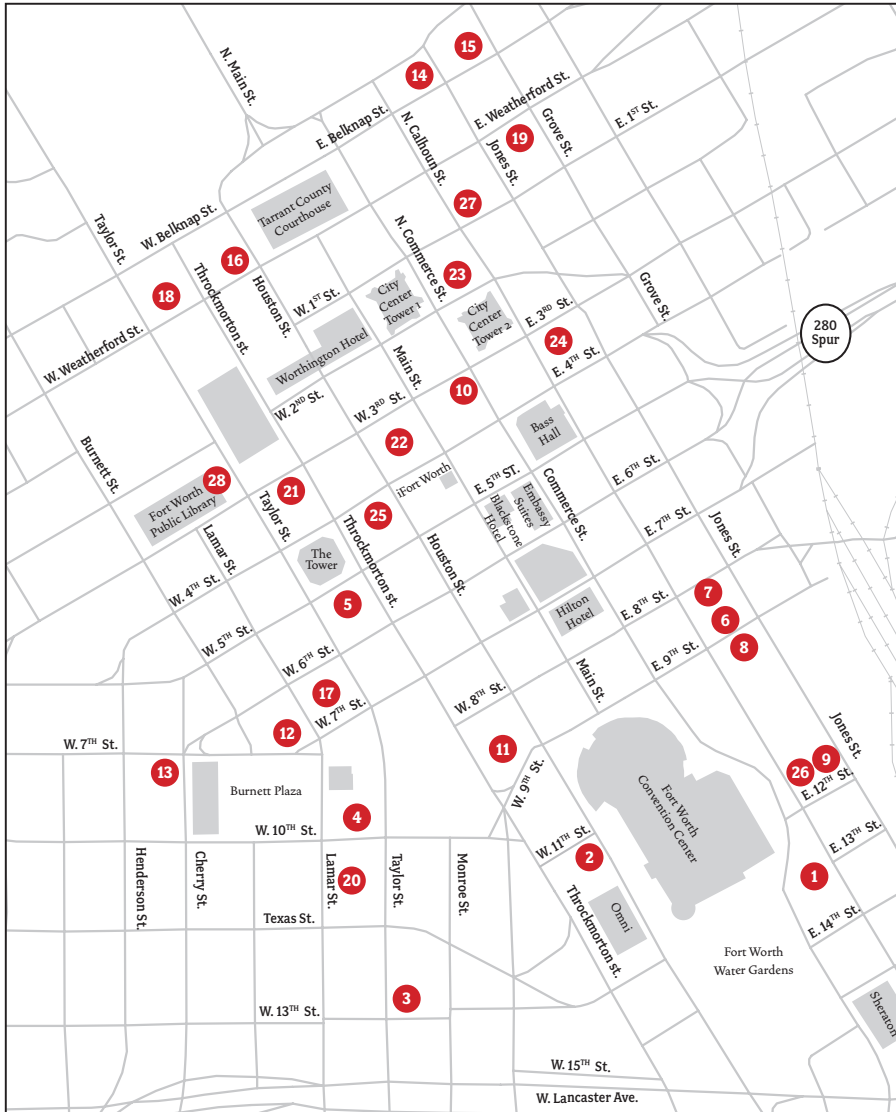 15
14
N. Main St.
E. Belknap St.
N. Calhoun St.
E. Weatherford St.
19
Jones St.
Grove St.
E. 1ST St.
Tarrant County
Courthouse
27
Taylor St.
W. Belknap St.
16
18
Throckmorton st.
Houston St.
W. 1ST St.
N. Commerce St.
23
City
Center
Tower 1
City
Center
Tower 2
E. 3RD St.
Grove St.
280
Spur
W. Weatherford St.
Worthington Hotel
24
E. 4TH St.
Main St.
10
W. 2ND St.
W. 3RD St.
22
Bass
Hall
Burnett St.
28
Fort Worth
Public Library
21
Taylor St.
iFort Worth
E. 5TH ST.
Blackstone
Hotel
Embassy
Suites
Commerce St.
E. 6TH St.
E. 7TH St.
Jones St.
25
Throckmorton st.
Houston St.
Lamar St.
The
Tower
W. 4TH St.
5
7
6
8
Hilton
Hotel
E. 8TH St.
E. 9TH St.
W. 5TH St.
W. 6TH St.
17
W. 7TH St.
Main St.
W. 8TH St.
12
11
W. 7TH St.
13
Burnett Plaza
W. 9TH St.
Fort Worth
Convention Center
Jones St.
9
26
E. 12TH St.
4
W. 10TH St.
W. 11TH St.
2
E. 13TH St.
1
Henderson St.
Cherry St.
Lamar St.
20
Taylor St.
Monroe St.
Texas St.
Throckmorton st.
Omni
E. 14TH St.
Fort Worth
Water Gardens
3
W. 13TH St.
Sheraton
W. 15TH St.
W. Lancaster Ave.